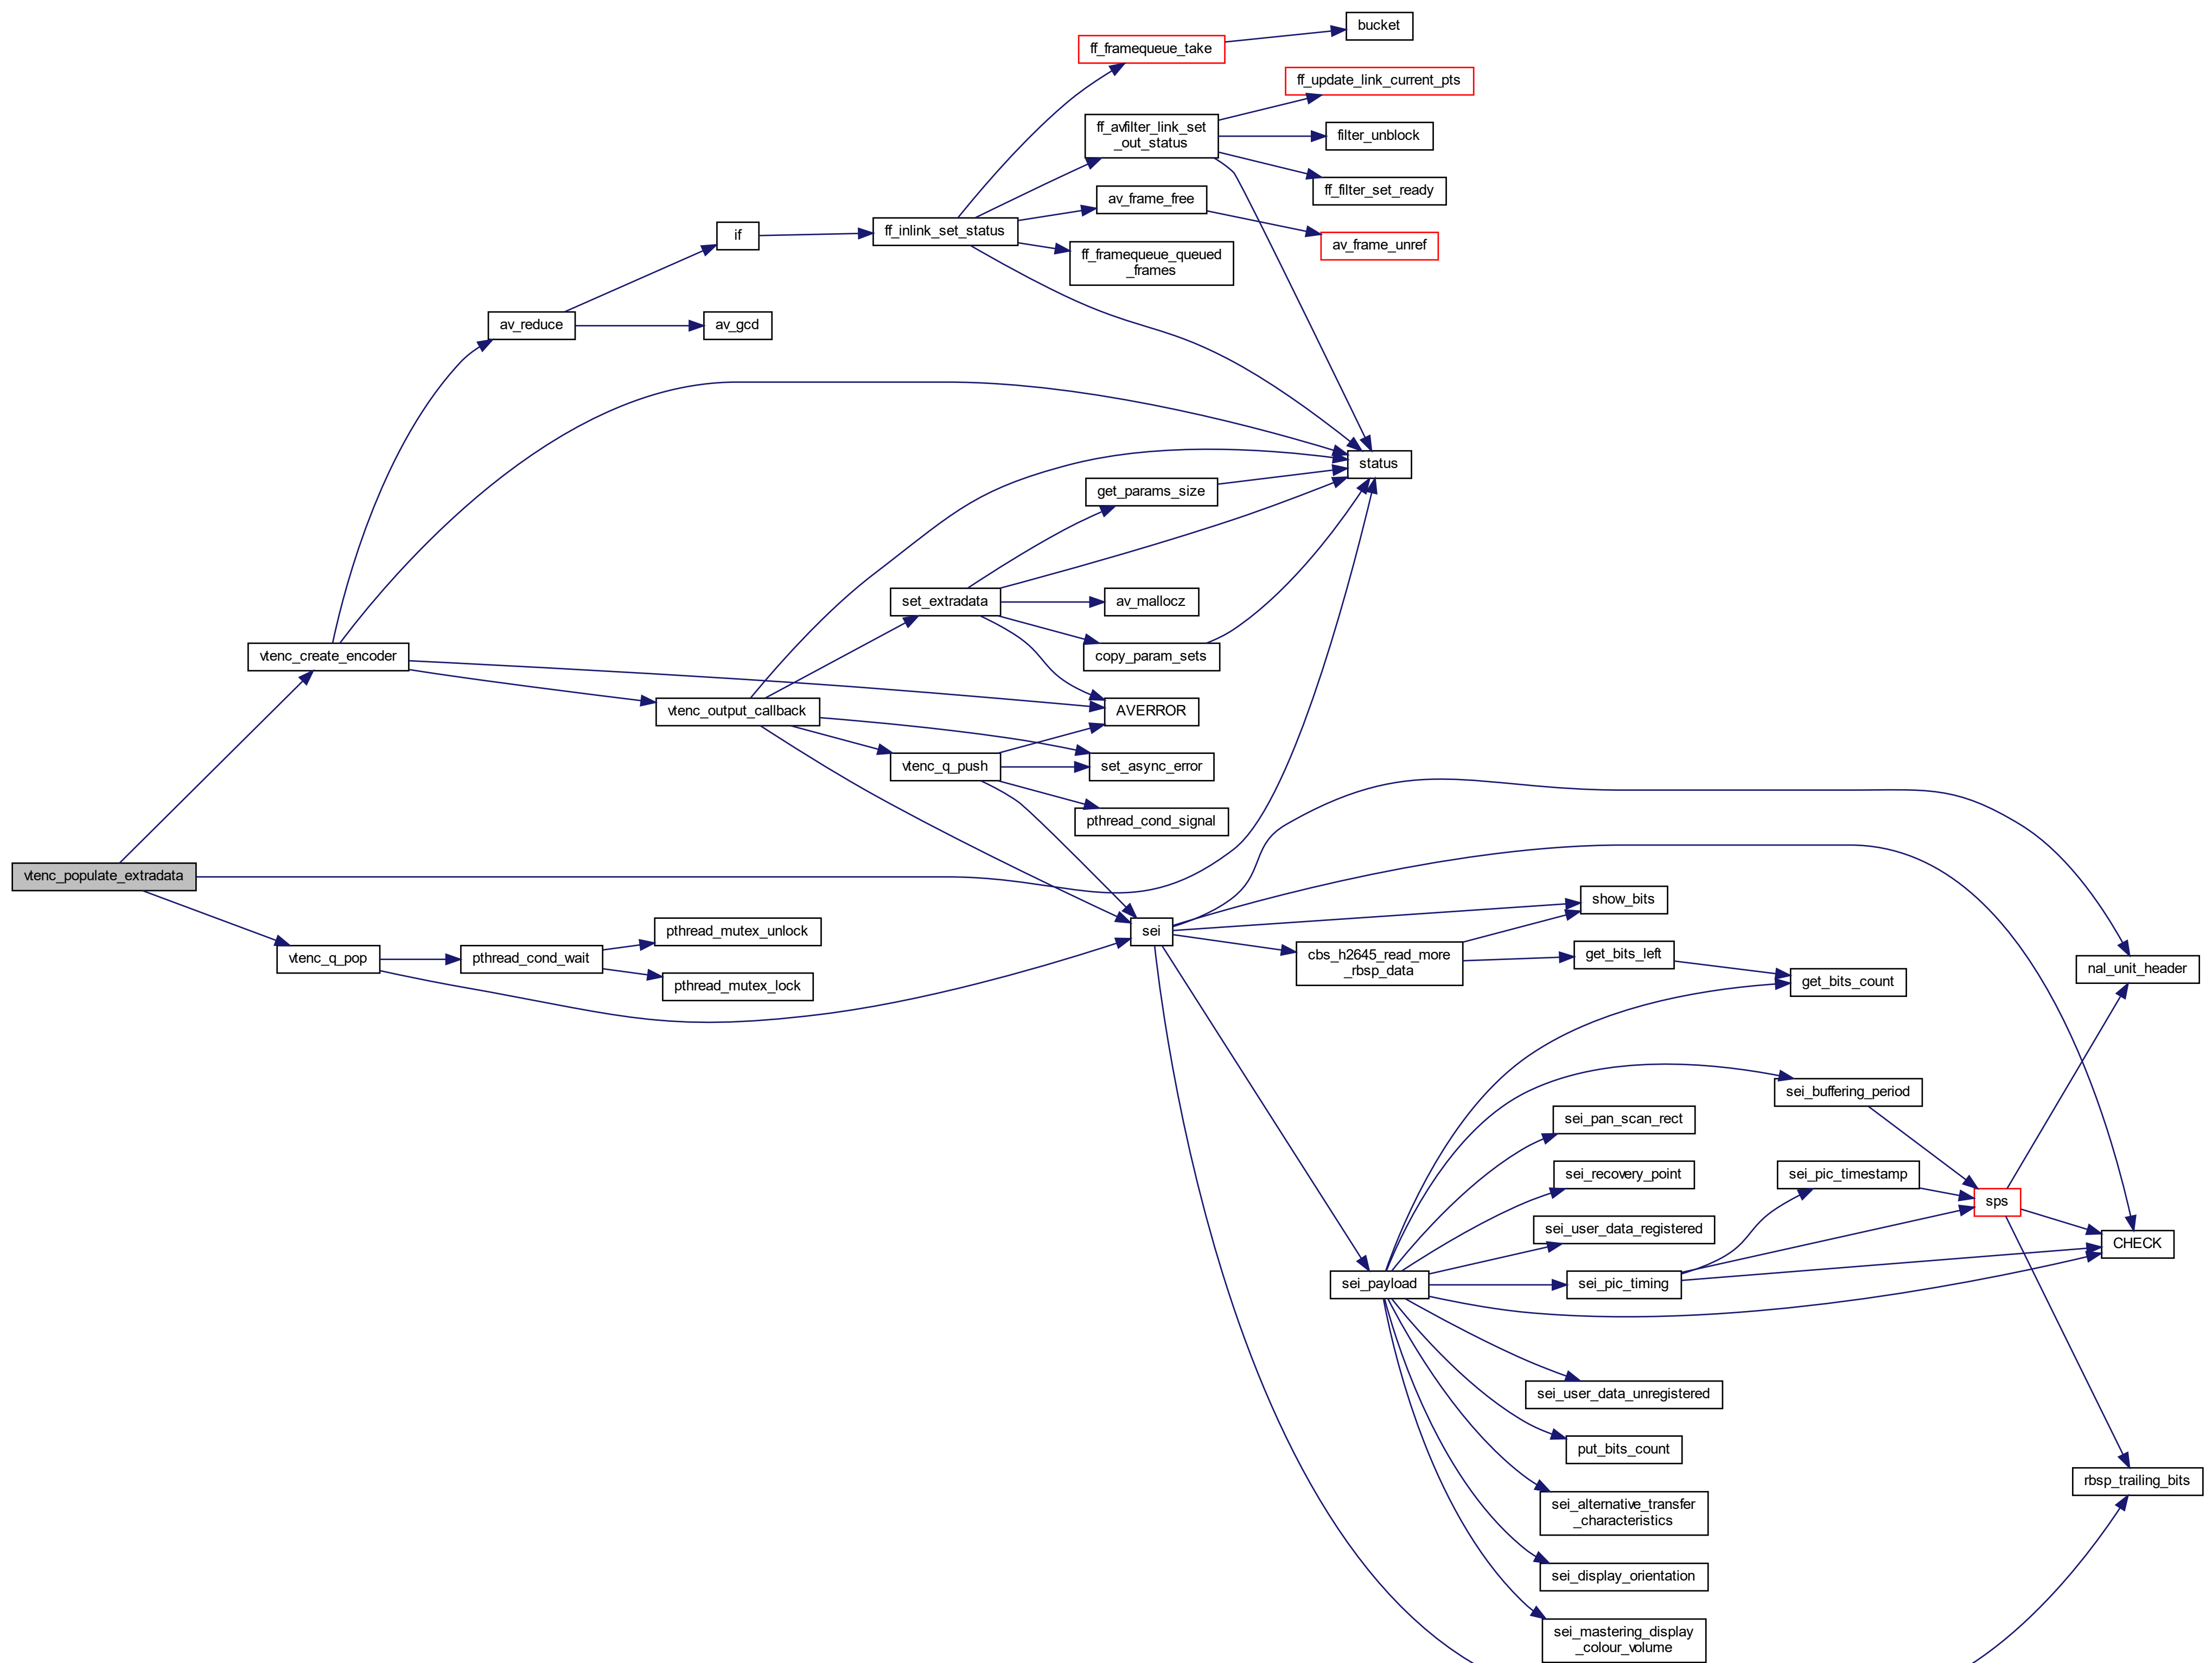 bucket
ff_framequeue_take
ff_update_link_current_pts
ff_avfilter_link_set
_out_status
filter_unblock
ff_filter_set_ready
av_frame_free
if
ff_inlink_set_status
av_frame_unref
ff_framequeue_queued
_frames
av_reduce
av_gcd
status
get_params_size
set_extradata
av_mallocz
vtenc_create_encoder
copy_param_sets
vtenc_output_callback
AVERROR
vtenc_q_push
set_async_error
pthread_cond_signal
vtenc_populate_extradata
show_bits
pthread_mutex_unlock
sei
vtenc_q_pop
pthread_cond_wait
cbs_h2645_read_more
_rbsp_data
get_bits_left
nal_unit_header
pthread_mutex_lock
get_bits_count
sei_buffering_period
sei_pan_scan_rect
sei_recovery_point
sei_pic_timestamp
sps
sei_user_data_registered
CHECK
sei_payload
sei_pic_timing
sei_user_data_unregistered
put_bits_count
rbsp_trailing_bits
sei_alternative_transfer
_characteristics
sei_display_orientation
sei_mastering_display
_colour_volume